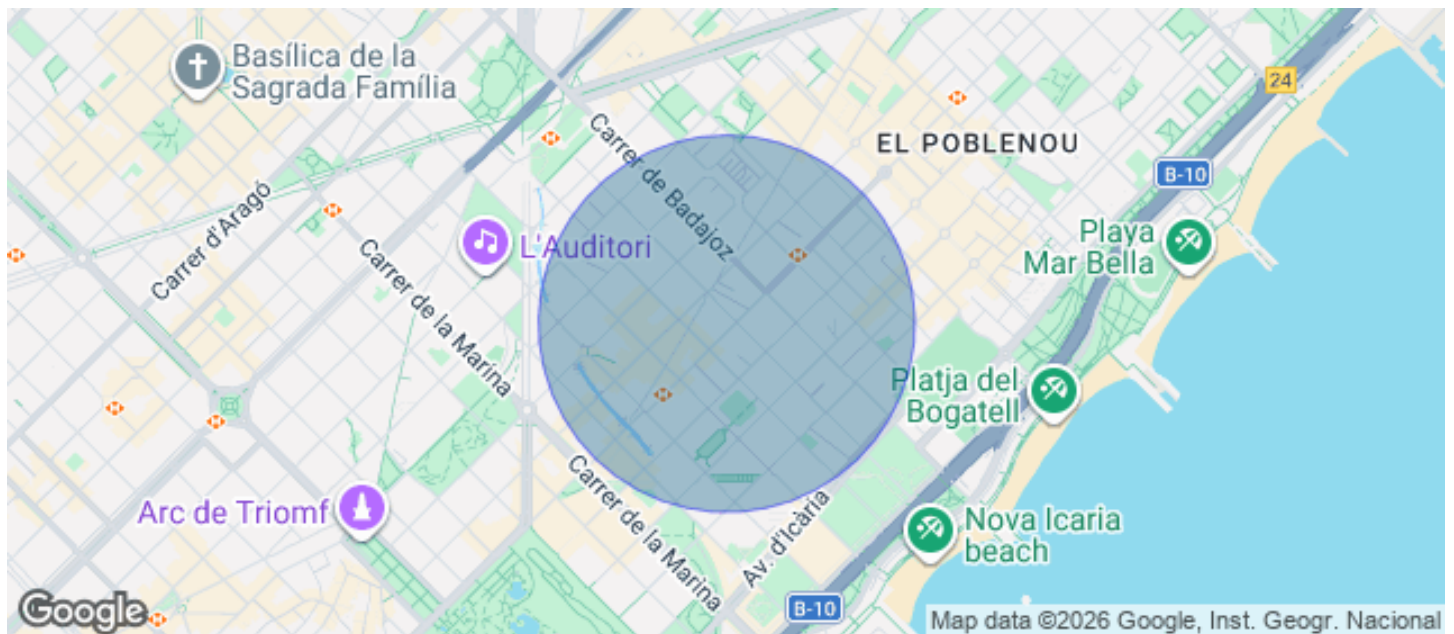 Basílica de la
Sagrada Família
24
Carrer de Badajoz
EL POBLENOU
B-10
Carrer d'Aragó
L'Auditori
Playa
Mar Bella
Carrer de la Marina
Platja del
Bogatell
Arc de Triomf
Carrer de la Marina
Av. d'Icària
Nova Icaria
beach
B-10
Google
Map data ©2026 Google, Inst. Geogr. Nacional